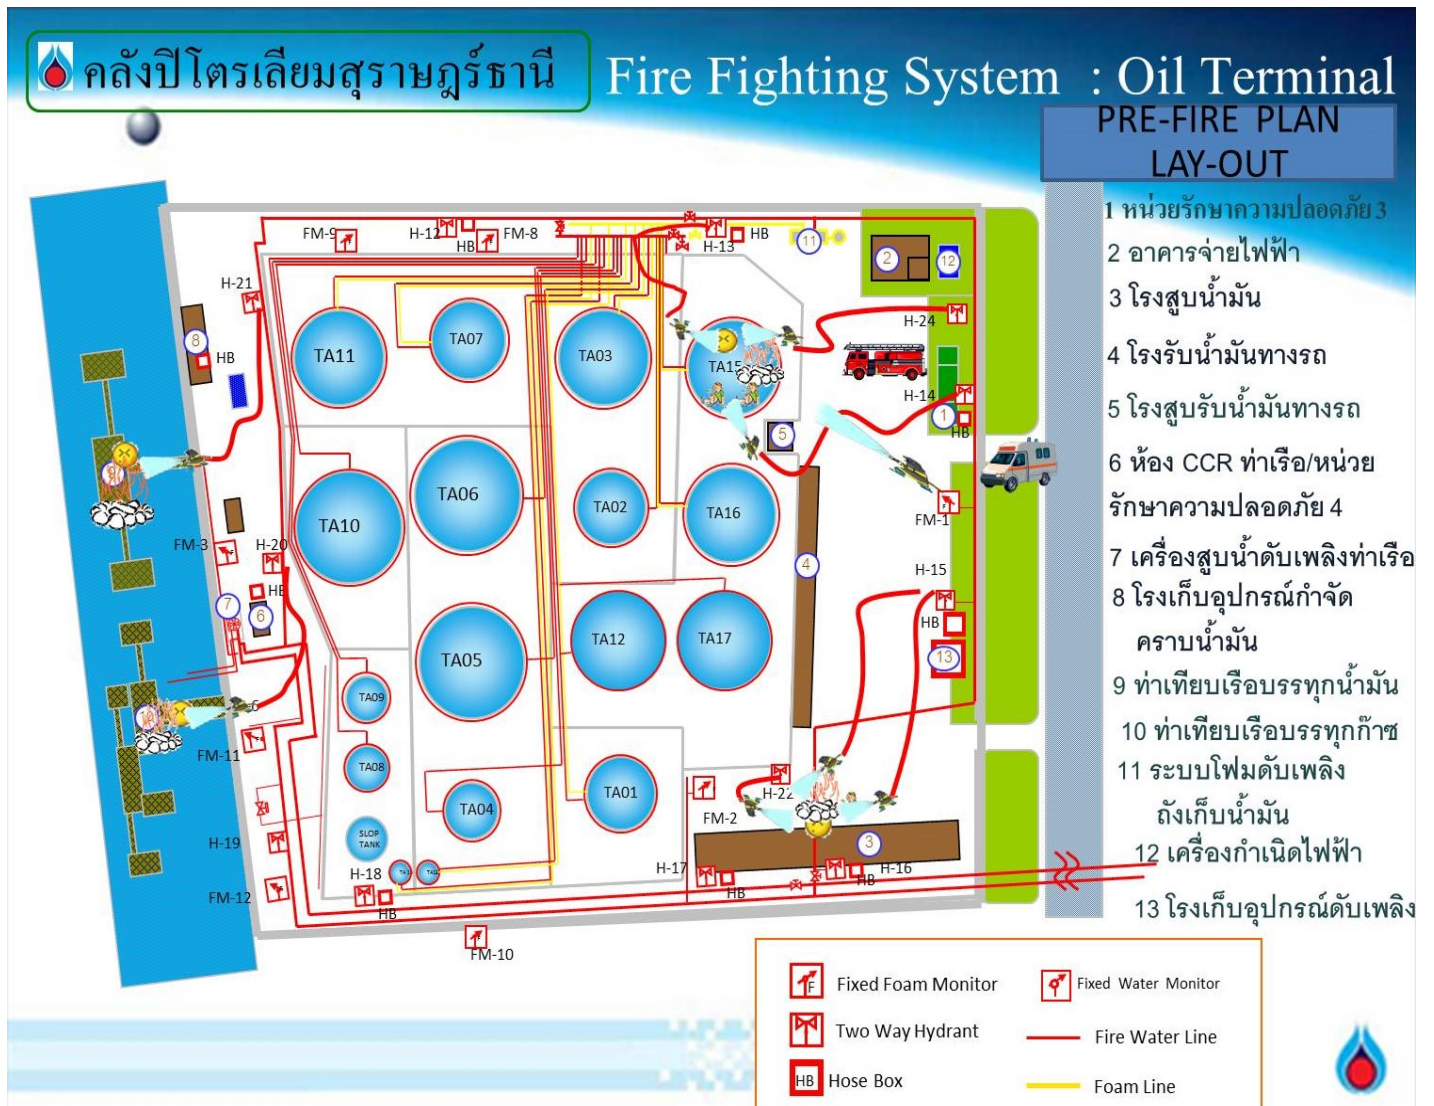 คลังปิโตรเลียมสุราษฎร์ธานี
Fire Fighting System : Oil Terminal
PRE-FIRE PLAN
LAY-OUT
1 หน่วยรักษาความปลอดภัย 3
2 อาคารจ่ายไฟฟ้า
3 โรงสูบน้ำมัน
4 โรงรับน้ำมันทางรถ
5 โรงสูบรับน้ำมันทางรถ
6 ห้อง CCR ท่าเรือ/หน่วย
รักษาความปลอดภัย 4
7 เครื่องสูบน้ำดับเพลิงท่าเรือ
8 โรงเก็บอุปกรณ์กำจัด
คราบน้ำมัน
9 ท่าเทียบเรือบรรทุกน้ำมัน
10 ท่าเทียบเรือบรรทุกก๊าซ
11 ระบบโฟมดับเพลิง
ถังเก็บน้ำมัน
12 เครื่องกำเนิดไฟฟ้า
13 โรงเก็บอุปกรณ์ดับเพลิง
FM-9
H-12
HB
FM-8
H-13
HB
11
2
12
H-21
8
HB
TA11
TA07
TA03
TA15
H-24
H-14
1
HB
5
TA10
TA06
TA02
TA16
4
FM-1
FM-3
H-20
HB
7
6
TA05
TA12
TA17
H-15
HB
13
TA09
FM-11
TA08
TA04
TA01
H-22
FM-2
3
H-19
SLOP
TANK
H-18
HB
H-17
HB
H-16
HB
FM-12
FM-10
F
Fixed Foam Monitor
Fixed Water Monitor
Two Way Hydrant
Fire Water Line
HB
Hose Box
Foam Line